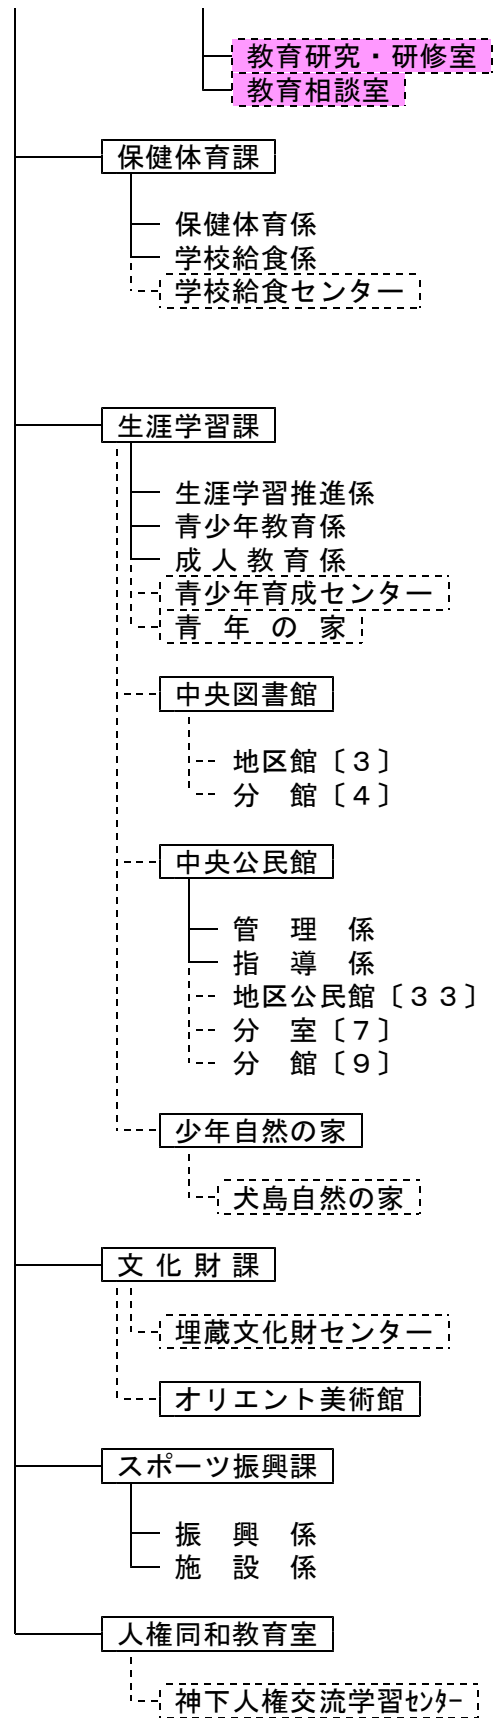 教育研究・研修室
教育相談室
保健体育課
保健体育係
学校給食係
学校給食センター
生涯学習課
生涯学習推進係
青少年教育係
成人教育係
青少年育成センター
青年の家
中央図書館
地区館〔３〕
分　館〔４〕
中央公民館
管　理　係
指　導　係
地区公民館〔３３〕
分　室〔７〕
分　館〔９〕
少年自然の家
犬島自然の家
文化財課
埋蔵文化財センター
オリエント美術館
スポーツ振興課
振　興　係
施　設　係
人権同和教育室
神下人権交流学習ｾﾝﾀｰ